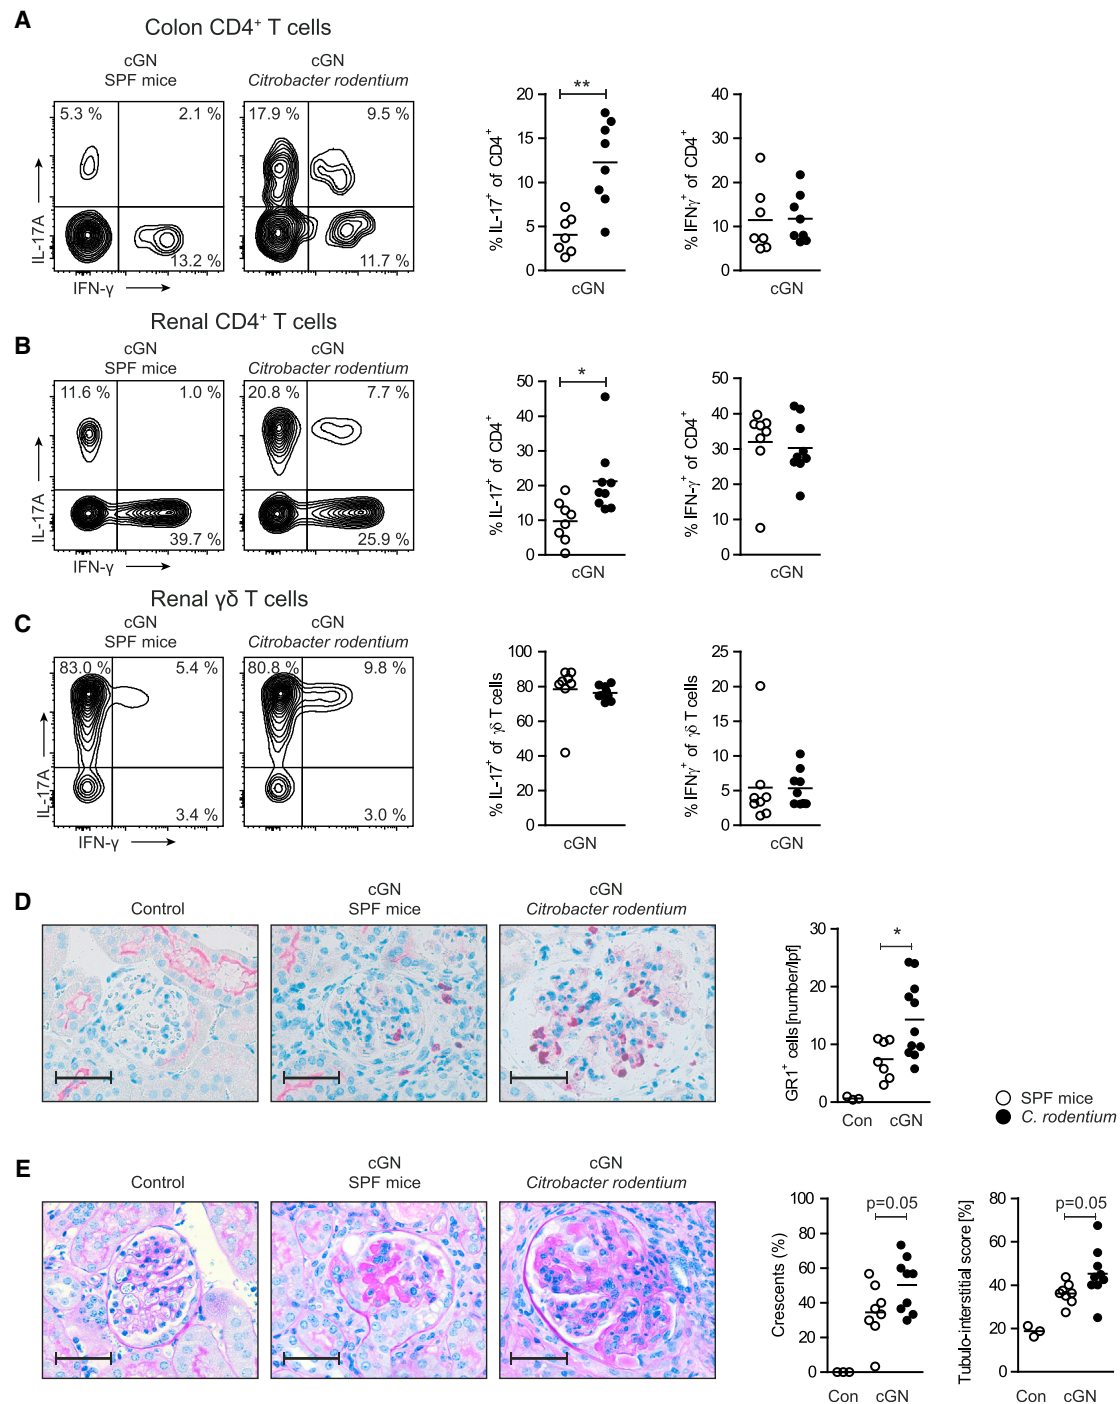 A
Colon CD4⁺ T cells
cGN
SPF mice
cGN
Citrobacter rodentium
5.3 %
2.1 %
13.2 %
17.9 %
9.5 %
11.7 %
IL-17A
IFN-γ
% IL-17⁺ of CD4⁺
20
15
10
5
0
**
cGN
% IFNγ⁺ of CD4⁺
40
30
20
10
0
cGN
Renal CD4⁺ T cells
B
cGN
SPF mice
cGN
Citrobacter rodentium
11.6 %
1.0 %
39.7 %
20.8 %
7.7 %
25.9 %
IL-17A
IFN-γ
% IL-17⁺ of CD4⁺
50
40
30
20
10
0
*
cGN
% IFN-γ⁺ of CD4⁺
50
40
30
20
10
0
cGN
Renal γδ T cells
C
cGN
SPF mice
cGN
Citrobacter rodentium
83.0 %
5.4 %
3.4 %
80.8 %
9.8 %
3.0 %
IL-17A
IFN-γ
% IL-17⁺ of γδ T cells
100
80
60
40
20
0
cGN
% IFNγ⁺ of γδ T cells
25
20
15
10
5
0
cGN
D
Control
cGN
SPF mice
cGN
Citrobacter rodentium
GR1⁺ cells [number/lpf]
30
20
10
0
*
Con
cGN
SPF mice
C. rodentium
E
Control
cGN
SPF mice
cGN
Citrobacter rodentium
Crescents (%)
100
80
60
40
20
0
p=0.05
Con
cGN
Tubulo-interstitial score [%]
80
60
40
20
0
p=0.05
Con
cGN